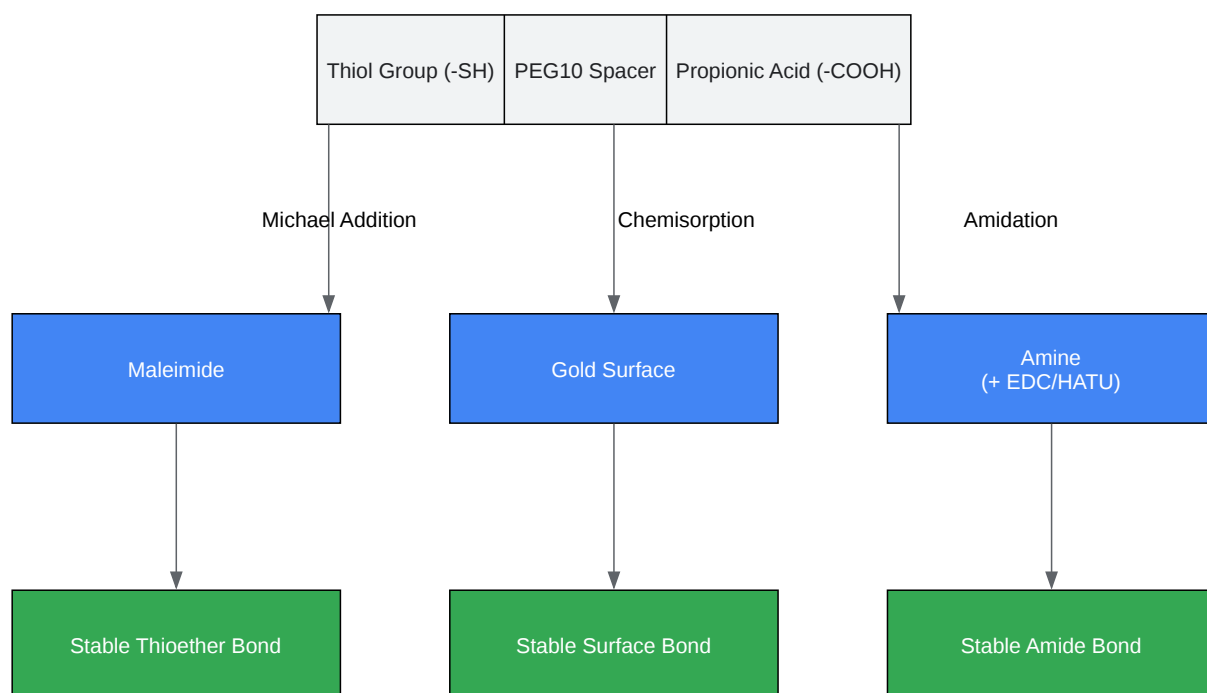 Thiol Group (-SH)
PEG10 Spacer
Propionic Acid (-COOH)
Michael Addition
Chemisorption
Amidation
Maleimide
Gold Surface
Amine
(+ EDC/HATU)
Stable Thioether Bond
Stable Surface Bond
Stable Amide Bond